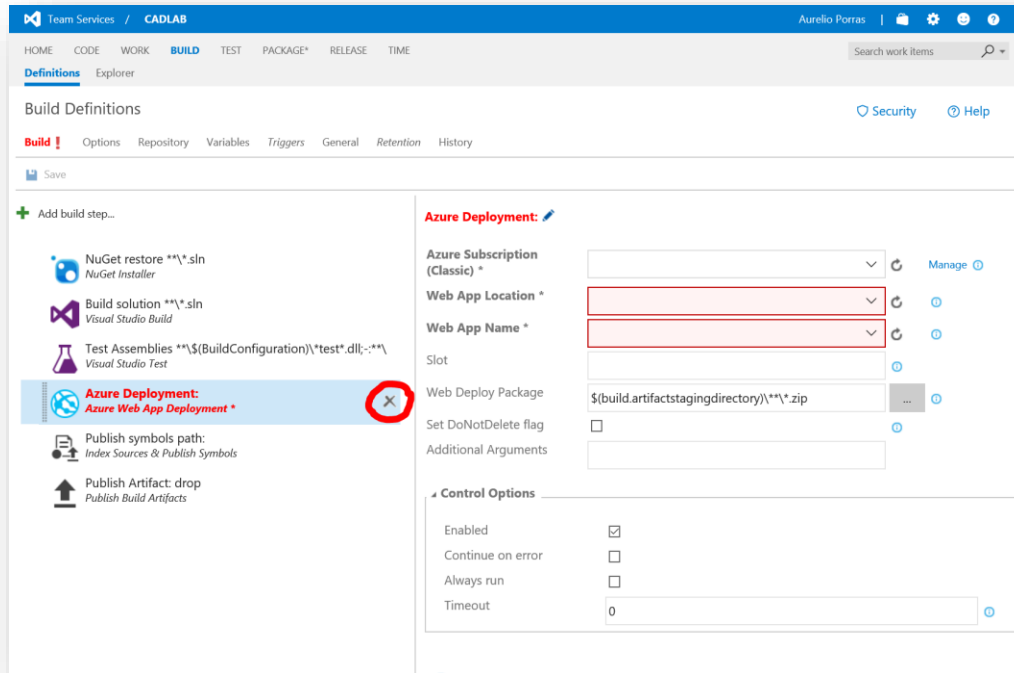 Team Services / CADLAB Aurelio Porras |
HOME CODE WORK BUILD TEST PACKAGE* RELEASE TIME Search work items
Definitions Explorer
Build Definitions Security Help
Build ! Options Repository Variables Triggers General Retention History
Save
Add build step...
NuGet restore **\*.sln
NuGet Installer
Build solution **\*.sln
Visual Studio Build
Test Assemblies **\$(BuildConfiguration)\*test*.dll;-:**\
Visual Studio Test
Azure Deployment:
Azure Web App Deployment *
Publish symbols path:
Index Sources & Publish Symbols
Publish Artifact: drop
Publish Build Artifacts
Azure Deployment:
Azure Subscription
(Classic) * Manage
Web App Location *
Web App Name *
Slot
Web Deploy Package $(build.artifactstagingdirectory)\**\*.zip ...
Set DoNotDelete flag
Additional Arguments
Control Options
Enabled
Continue on error
Always run
Timeout 0